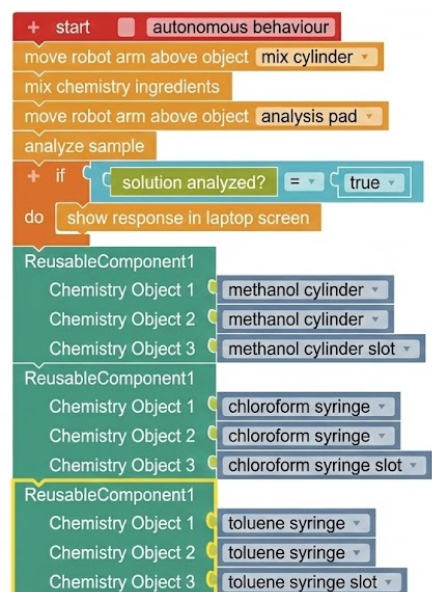 + start autonomous behaviour
move robot arm above object mix cylinder
mix chemistry ingredients
move robot arm above object analysis pad
analyze sample
+ if solution analyzed? = true
do show response in laptop screen
ReusableComponent1
Chemistry Object 1 methanol cylinder
Chemistry Object 2 methanol cylinder
Chemistry Object 3 methanol cylinder slot
ReusableComponent1
Chemistry Object 1 chloroform syringe
Chemistry Object 2 chloroform syringe
Chemistry Object 3 chloroform syringe slot
ReusableComponent1
Chemistry Object 1 toluene syringe
Chemistry Object 2 toluene syringe
Chemistry Object 3 toluene syringe slot